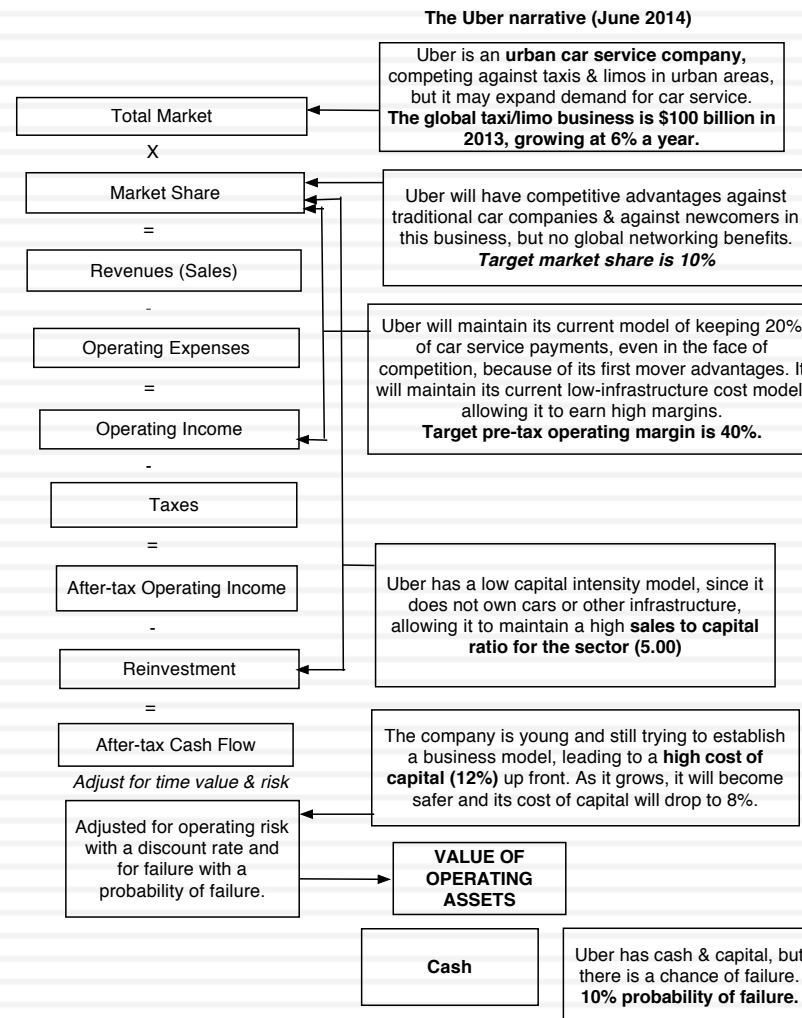 The Uber narrative (June 2014)
Uber is an urban car service company,
competing against taxis & limos in urban areas,
but it may expand demand for car service.
The global taxi/limo business is $100 billion in
2013, growing at 6% a year.
Total Market
X
Market Share
Uber will have competitive advantages against
traditional car companies & against newcomers in
this business, but no global networking benefits.
Target market share is 10%
=
Revenues (Sales)
-
Operating Expenses
Uber will maintain its current model of keeping 20%
of car service payments, even in the face of
competition, because of its first mover advantages. It
will maintain its current low-infrastructure cost model,
allowing it to earn high margins.
Target pre-tax operating margin is 40%.
=
Operating Income
-
Taxes
=
After-tax Operating Income
Uber has a low capital intensity model, since it
does not own cars or other infrastructure,
allowing it to maintain a high sales to capital
ratio for the sector (5.00)
-
Reinvestment
=
After-tax Cash Flow
The company is young and still trying to establish
a business model, leading to a high cost of
capital (12%) up front. As it grows, it will become
safer and its cost of capital will drop to 8%.
Adjust for time value & risk
Adjusted for operating risk
with a discount rate and
for failure with a
probability of failure.
VALUE OF
OPERATING
ASSETS
Cash
Uber has cash & capital, but
there is a chance of failure.
10% probability of failure.